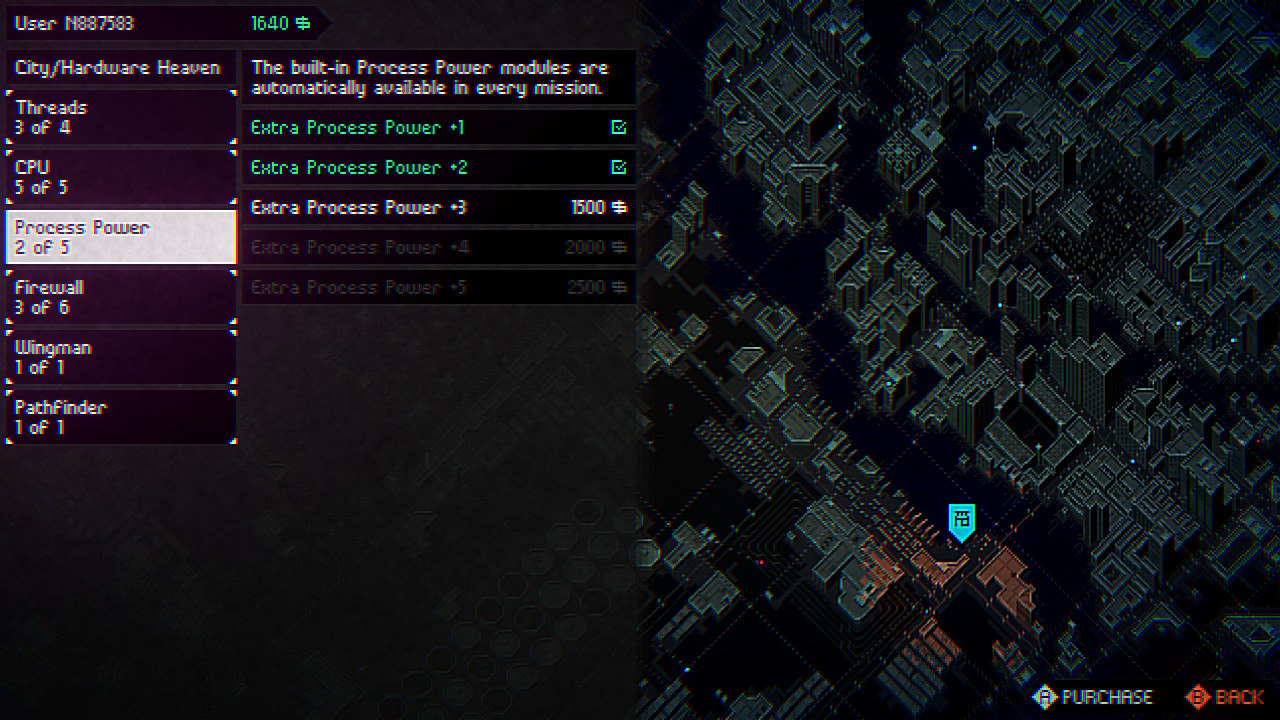 User N887583 1640
City/Hardware Heaven
Threads
3 of 4
CPU
5 of 5
Process Power
2 of 5
Firewall
3 of 6
Wingman
1 of 1
Pathfinder
1 of 1
The built-in Process Power modules are
automatically available in every mission.
Extra Process Power +1
Extra Process Power +2
Extra Process Power +3 1500
Extra Process Power +4 2000
Extra Process Power +5 2500
A PURCHASE B BACK